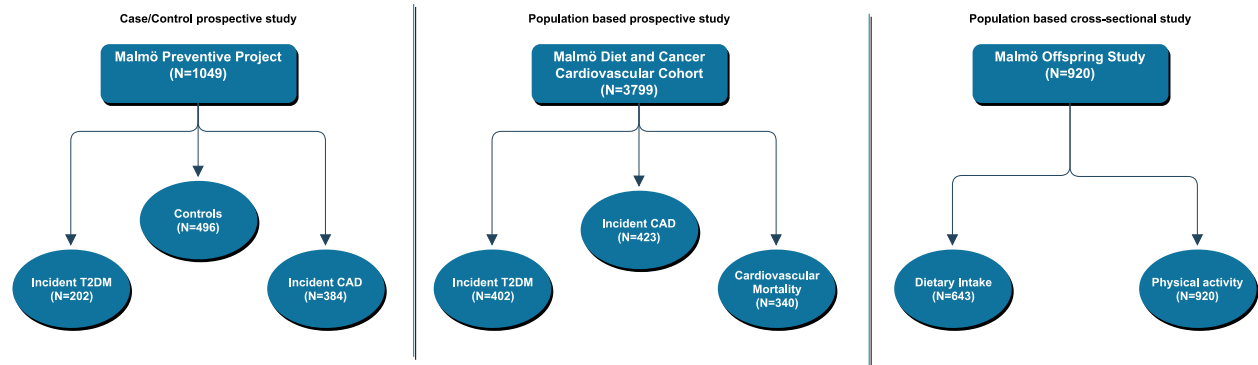 Case/Control prospective study
Malmö Preventive Project
(N=1049)
Controls
(N=496)
Incident T2DM
(N=202)
Incident CAD
(N=384)
Population based prospective study
Malmö Diet and Cancer
Cardiovascular Cohort
(N=3799)
Incident CAD
(N=423)
Incident T2DM
(N=402)
Cardiovascular
Mortality
(N=340)
Population based cross-sectional study
Malmö Offspring Study
(N=920)
Dietary Intake
(N=643)
Physical activity
(N=920)